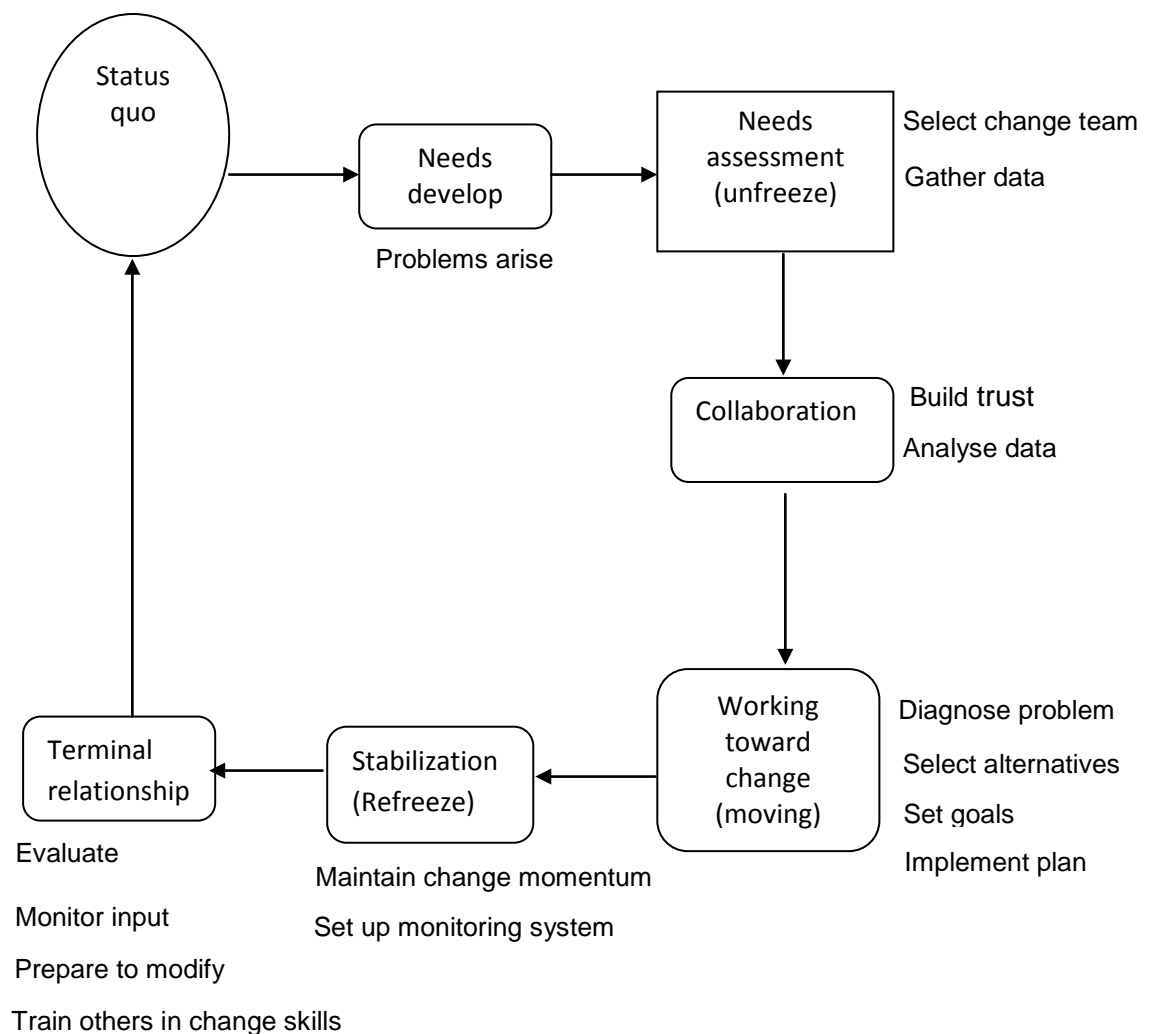 Status
quo
Needs
develop
Problems arise
Needs
assessment
(unfreeze)
Select change team
Gather data
Collaboration
Build trust
Analyse data
Working
toward
change
(moving)
Diagnose problem
Select alternatives
Set goals
Implement plan
Stabilization
(Refreeze)
Maintain change momentum
Set up monitoring system
Terminal
relationship
Evaluate
Monitor input
Prepare to modify
Train others in change skills